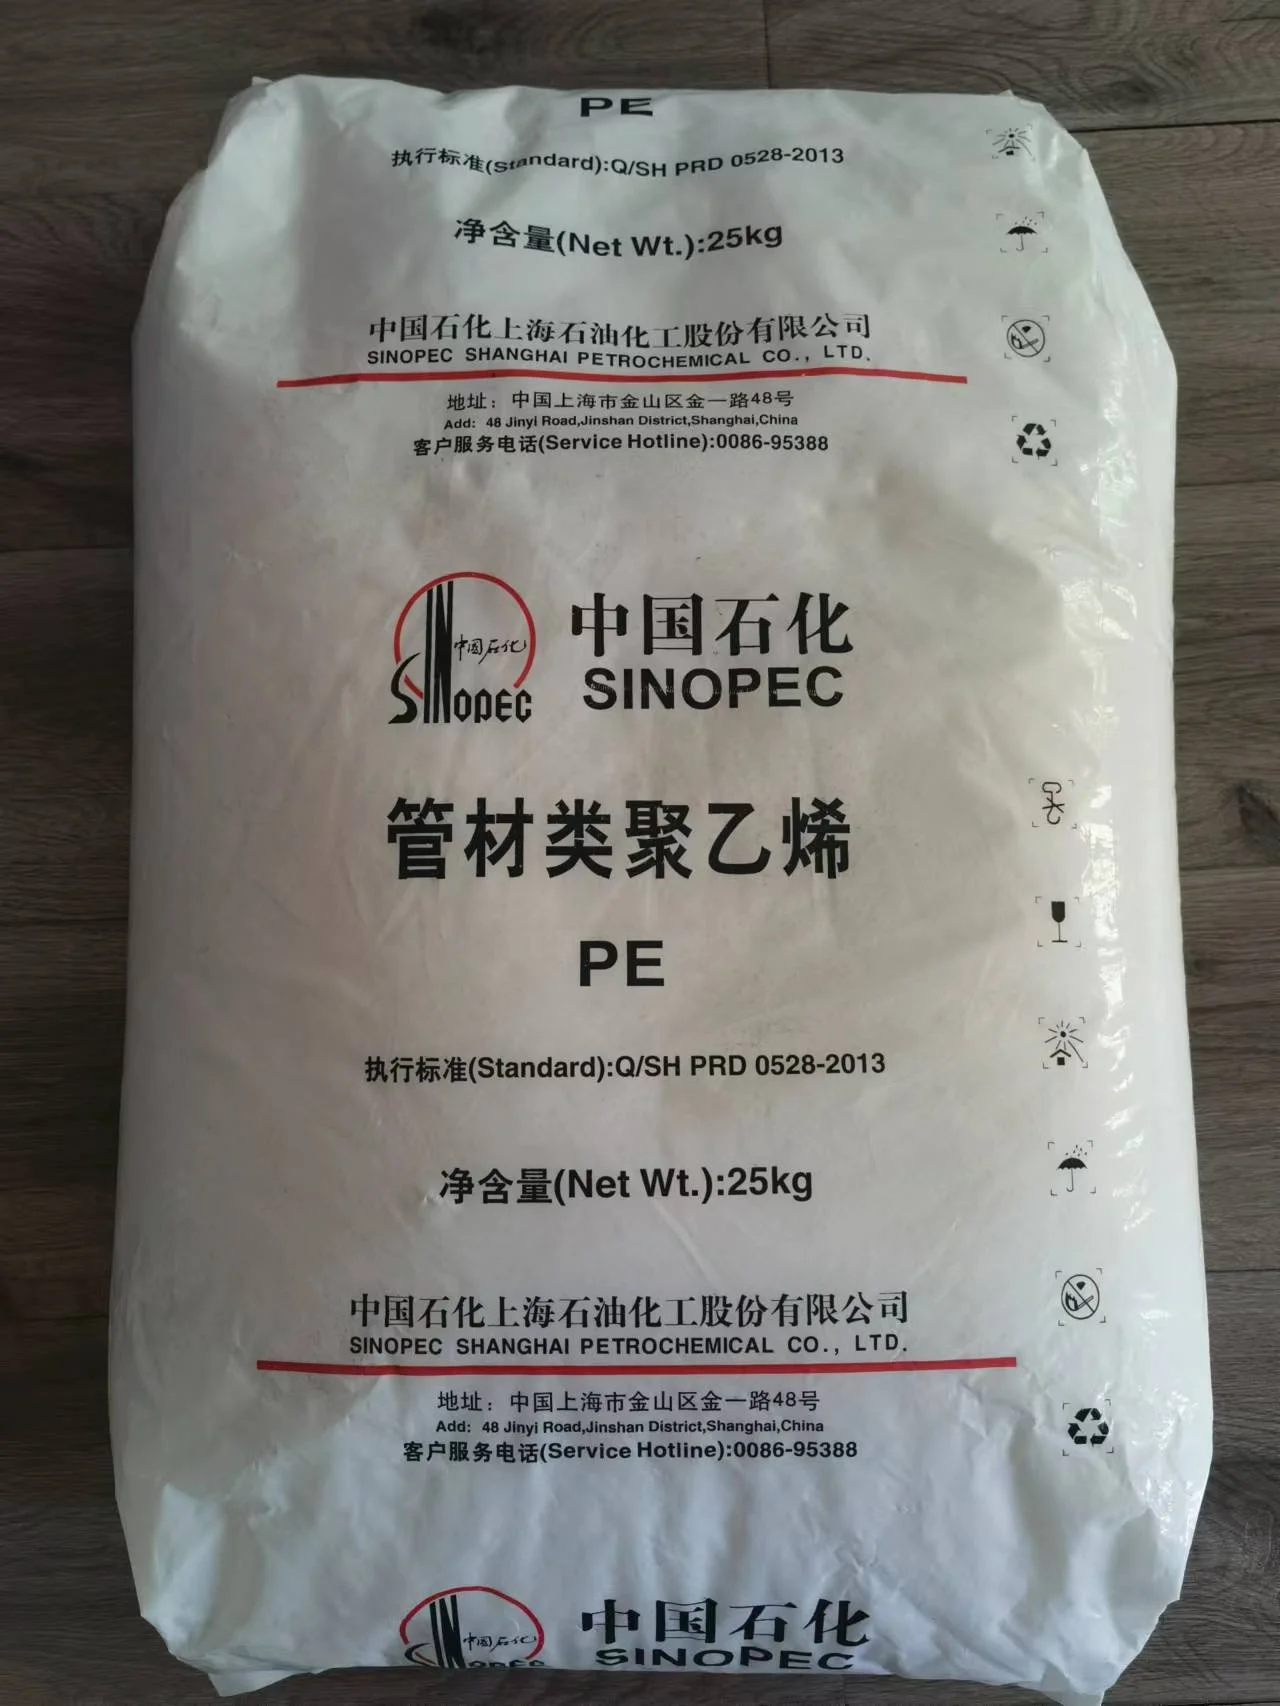 PE
执行标准(Standard):Q/SH PRD 0528-2013
净含量(Net Wt.):25kg
中国石化上海石油化工股份有限公司
SINOPEC SHANGHAI PETROCHEMICAL CO., LTD.
地址：中国上海市金山区金一路48号
Add: 48 Jinyi Road,Jinshan District,Shanghai,China
客户服务电话(Service Hotline):0086-95388
中国石化
SINOPEC
中国石化
SINOPEC
管材类聚乙烯
PE
执行标准(Standard):Q/SH PRD 0528-2013
净含量(Net Wt.):25kg
中国石化上海石油化工股份有限公司
SINOPEC SHANGHAI PETROCHEMICAL CO., LTD.
地址：中国上海市金山区金一路48号
Add: 48 Jinyi Road,Jinshan District,Shanghai,China
客户服务电话(Service Hotline):0086-95388
中国石化
SINOPEC
中国石化
SINOPEC